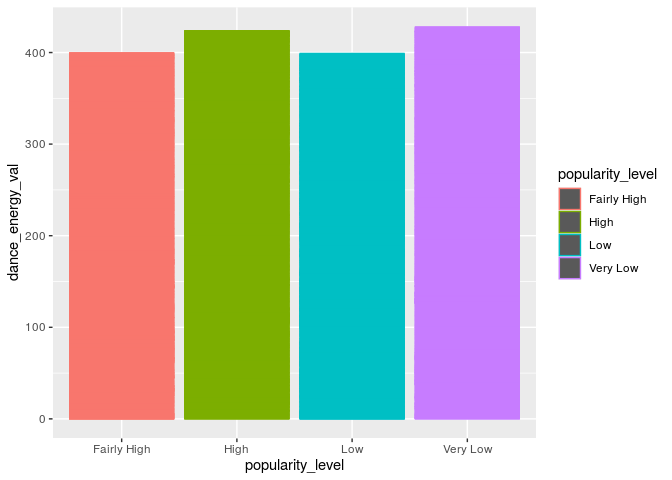 dance_energy_val
400
300
200
100
0
Fairly High
High
Low
Very Low
popularity_level
popularity_level
Fairly High
High
Low
Very Low